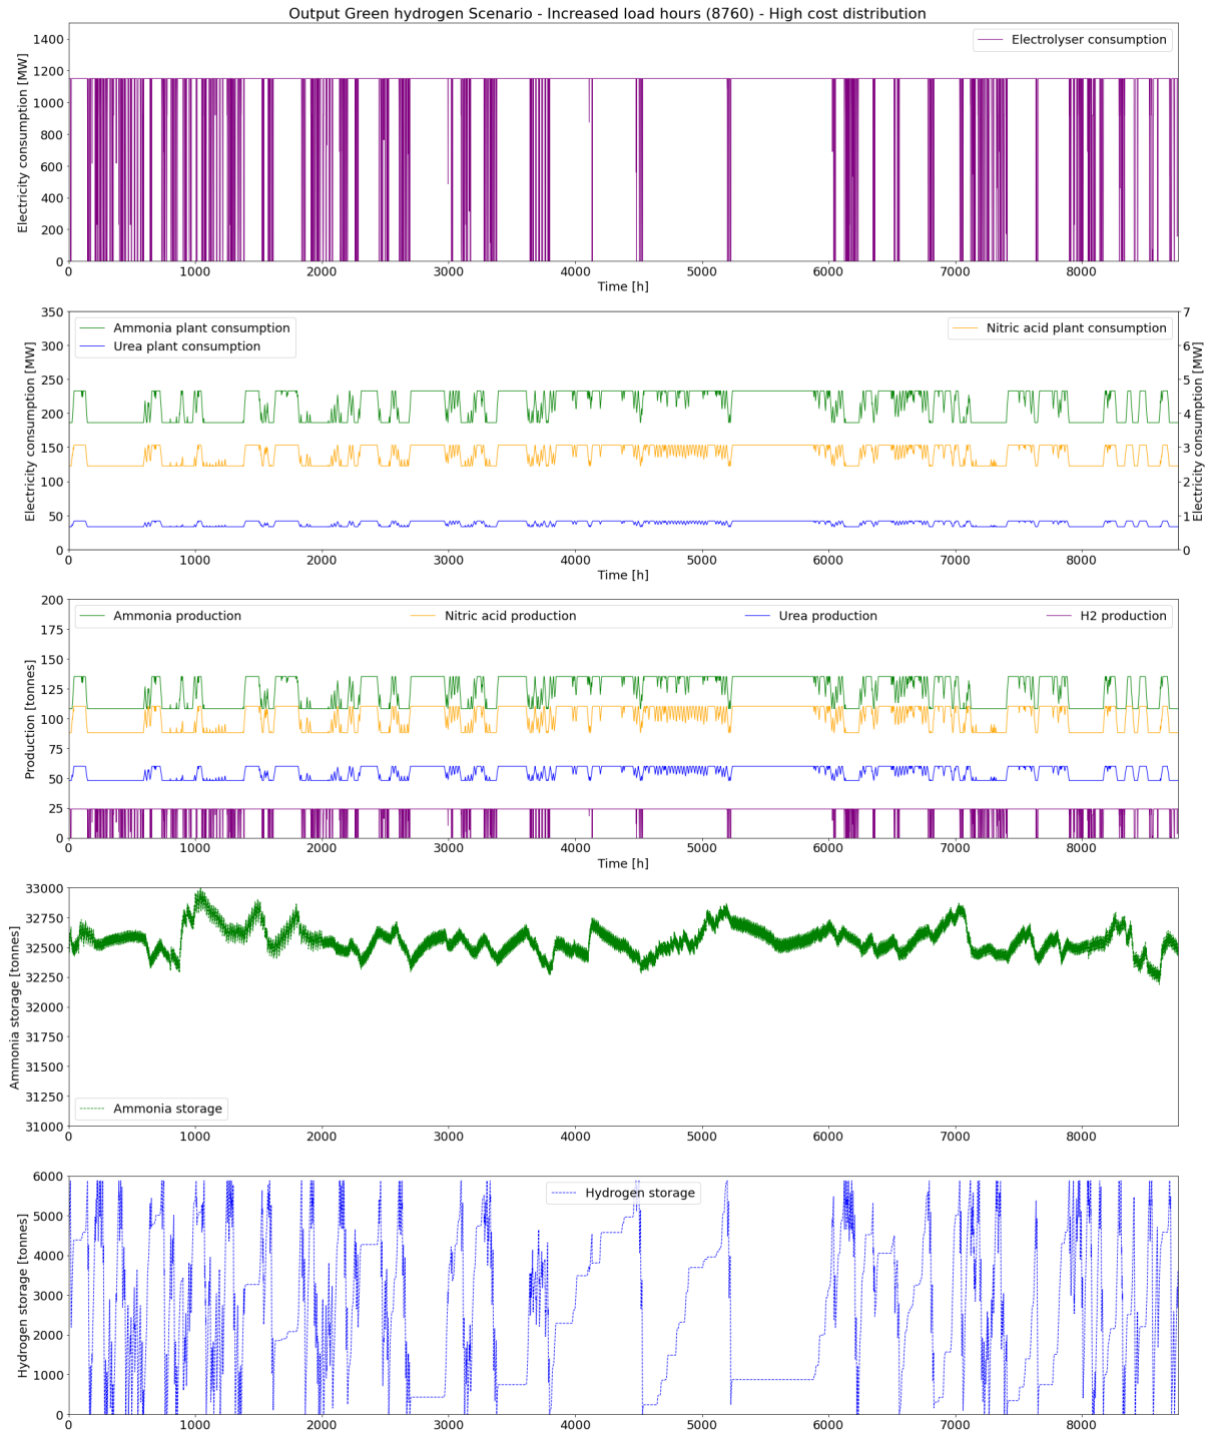 Output Green hydrogen Scenario - Increased load hours (8760) - High cost distribution
Electricity consumption [MW]
1400
1200
1000
800
600
400
200
0
Electrolyser consumption
0 1000 2000 3000 4000 5000 6000 7000 8000
Time [h]
Electricity consumption [MW]
350
300
250
200
150
100
50
0
Ammonia plant consumption
Urea plant consumption
Nitric acid plant consumption
7
6
5
4
3
2
1
0
Electricity consumption [MW]
0 1000 2000 3000 4000 5000 6000 7000 8000
Time [h]
Production [tonnes]
200
175
150
125
100
75
50
25
0
Ammonia production
Nitric acid production
Urea production
H2 production
0 1000 2000 3000 4000 5000 6000 7000 8000
Time [h]
Ammonia storage [tonnes]
33000
32750
32500
32250
32000
31750
31500
31250
31000
Ammonia storage
0 1000 2000 3000 4000 5000 6000 7000 8000
Hydrogen storage [tonnes]
6000
5000
4000
3000
2000
1000
0
Hydrogen storage
0 1000 2000 3000 4000 5000 6000 7000 8000